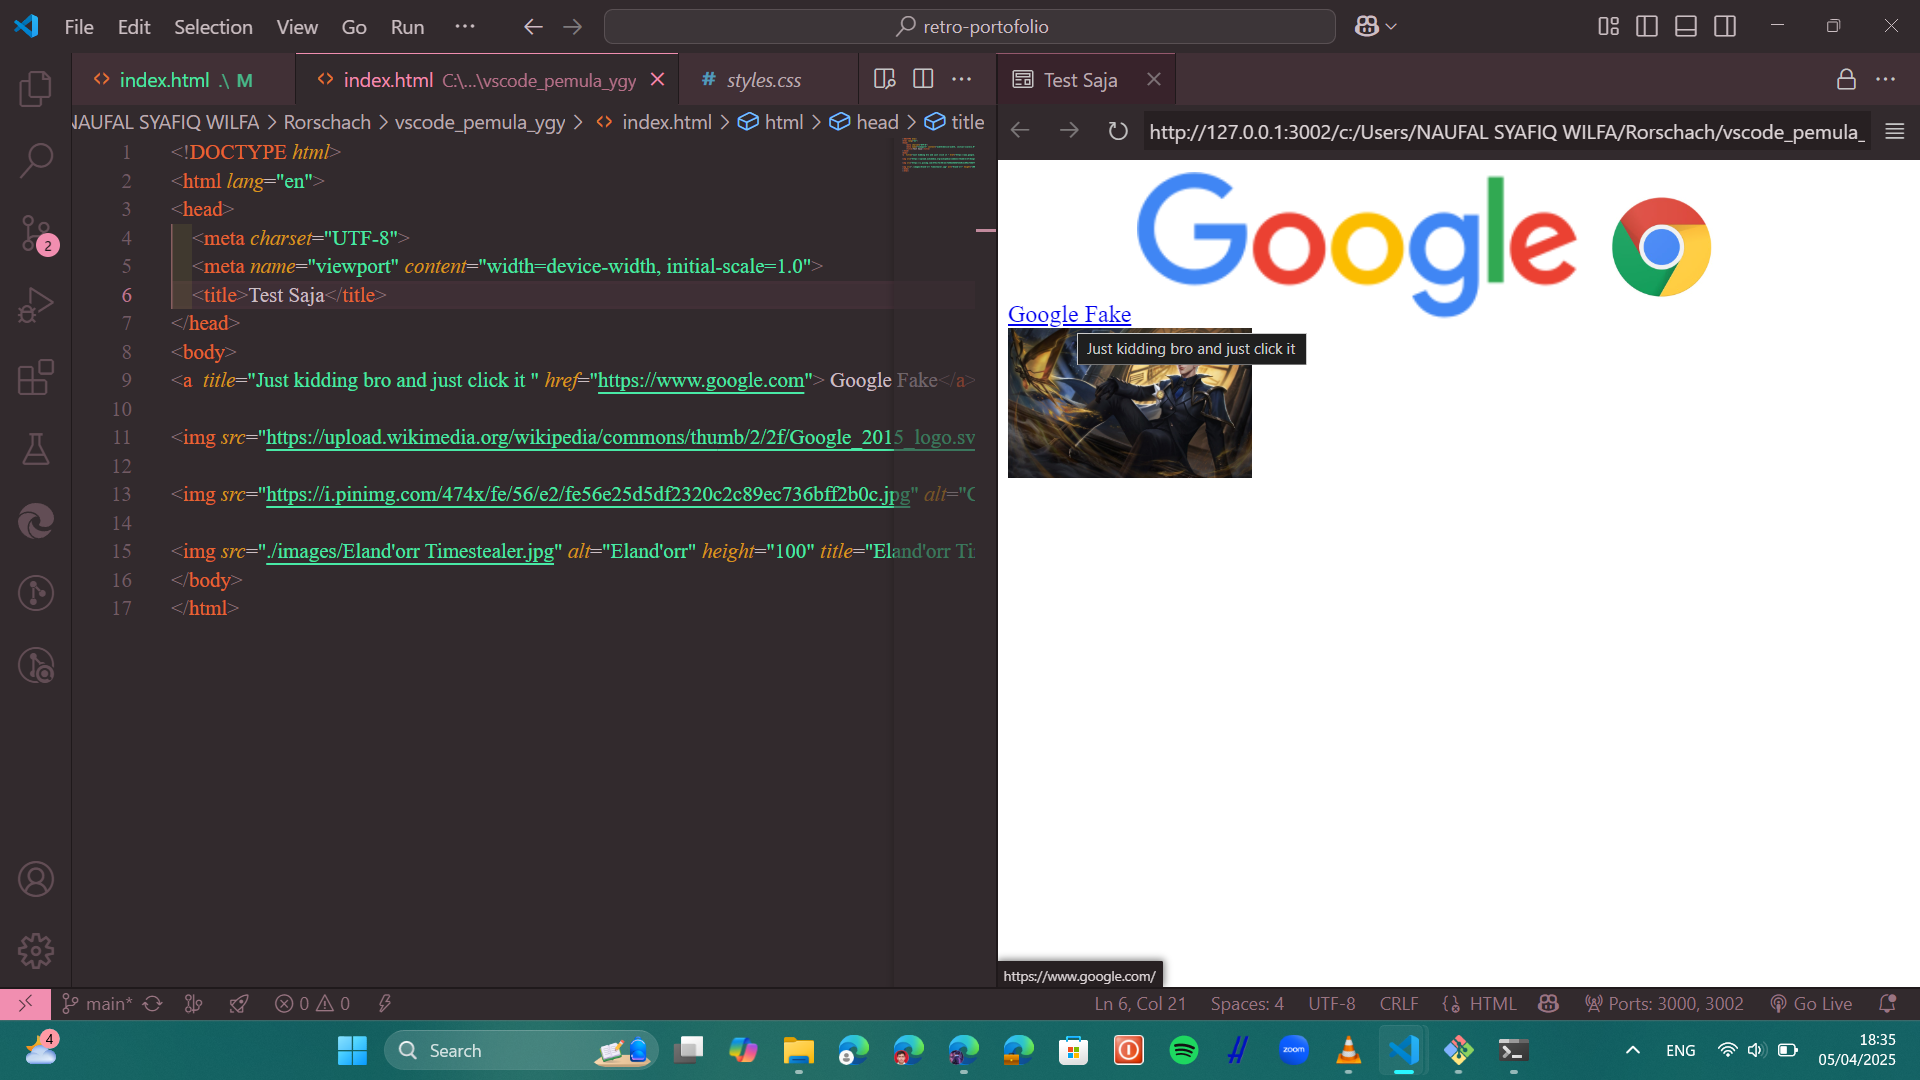 File Edit Selection View Go Run ··· retro-portofolio
index.html .\ M index.html C:\...\vscode_pemula_ygy # styles.css ··· Test Saja ···
NAUFAL SYAFIQ WILFA > Rorschach > vscode_pemula_ygy > index.html > html > head > title
http://127.0.0.1:3002/c:/Users/NAUFAL SYAFIQ WILFA/Rorschach/vscode_pemula_
1 <!DOCTYPE html>
2 <html lang="en">
3 <head>
4 <meta charset="UTF-8">
5 <meta name="viewport" content="width=device-width, initial-scale=1.0">
6 <title>Test Saja</title>
7 </head>
8 <body>
9 <a  title="Just kidding bro and just click it " href="https://www.google.com"> Google Fake</a>
10
11 <img src="https://upload.wikimedia.org/wikipedia/commons/thumb/2/2f/Google_2015_logo.sv
12
13 <img src="https://i.pinimg.com/474x/fe/56/e2/fe56e25d5df2320c2c89ec736bff2b0c.jpg" alt="C
14
15 <img src="./images/Eland'orr Timestealer.jpg" alt="Eland'orr" height="100" title="Eland'orr Ti
16 </body>
17 </html>
Google
Google Fake
Just kidding bro and just click it
https://www.google.com/
2
main* 0 0 Ln 6, Col 21 Spaces: 4 UTF-8 CRLF HTML Ports: 3000, 3002 Go Live
4
Search
zoom
ENG
18:35
05/04/2025